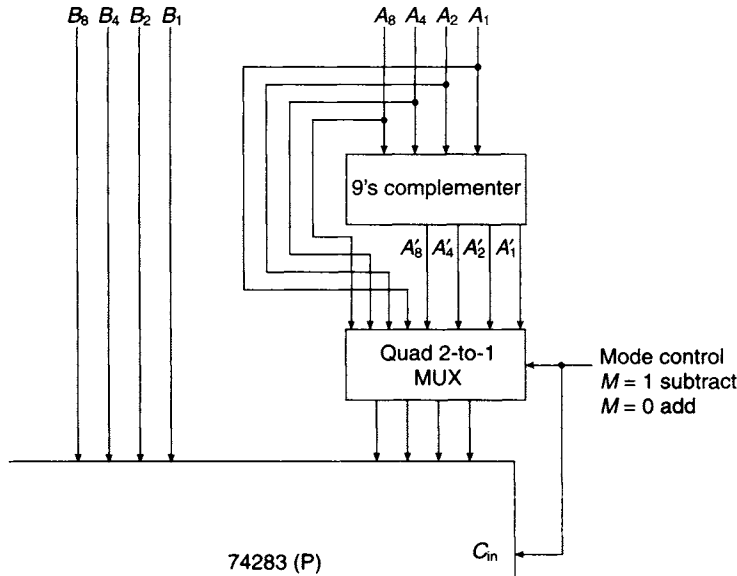 B₈ B₄ B₂ B₁
A₈ A₄ A₂ A₁
9's complementer
A′₈ A′₄ A′₂ A′₁
Quad 2-to-1
MUX
Mode control
M = 1 subtract
M = 0 add
C_in
74283 (P)